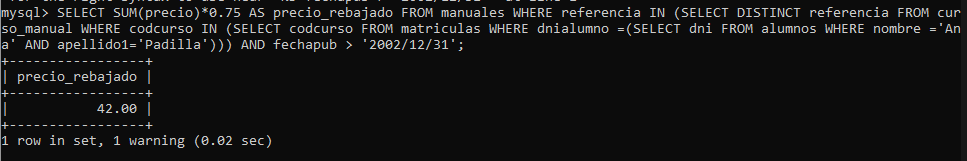 mysql> SELECT SUM(precio)*0.75 AS precio_rebajado FROM manuales WHERE referencia IN (SELECT DISTINCT referencia FROM cur
so_manual WHERE codcurso IN (SELECT codcurso FROM matriculas WHERE dnialumno =(SELECT dni FROM alumnos WHERE nombre ='An
a' AND apellido1='Padilla'))) AND fechapub > '2002/12/31';
+-----------------+
| precio_rebajado |
+-----------------+
|           42.00 |
+-----------------+
1 row in set, 1 warning (0.02 sec)